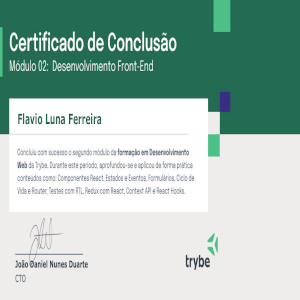 Certificado de Conclusão
Módulo 02: Desenvolvimento Front-End
Flavio Luna Ferreira
Concluiu com sucesso o segundo módulo da formação em Desenvolvimento
Web da Trybe. Durante este período, aprofundou-se e aplicou de forma prática
conteúdos como: Componentes React, Estados e Eventos, Formulários, Ciclo de
Vida e Router, Testes com RTL, Redux com React, Context API e React Hooks.
João Daniel Nunes Duarte
CTO
trybe